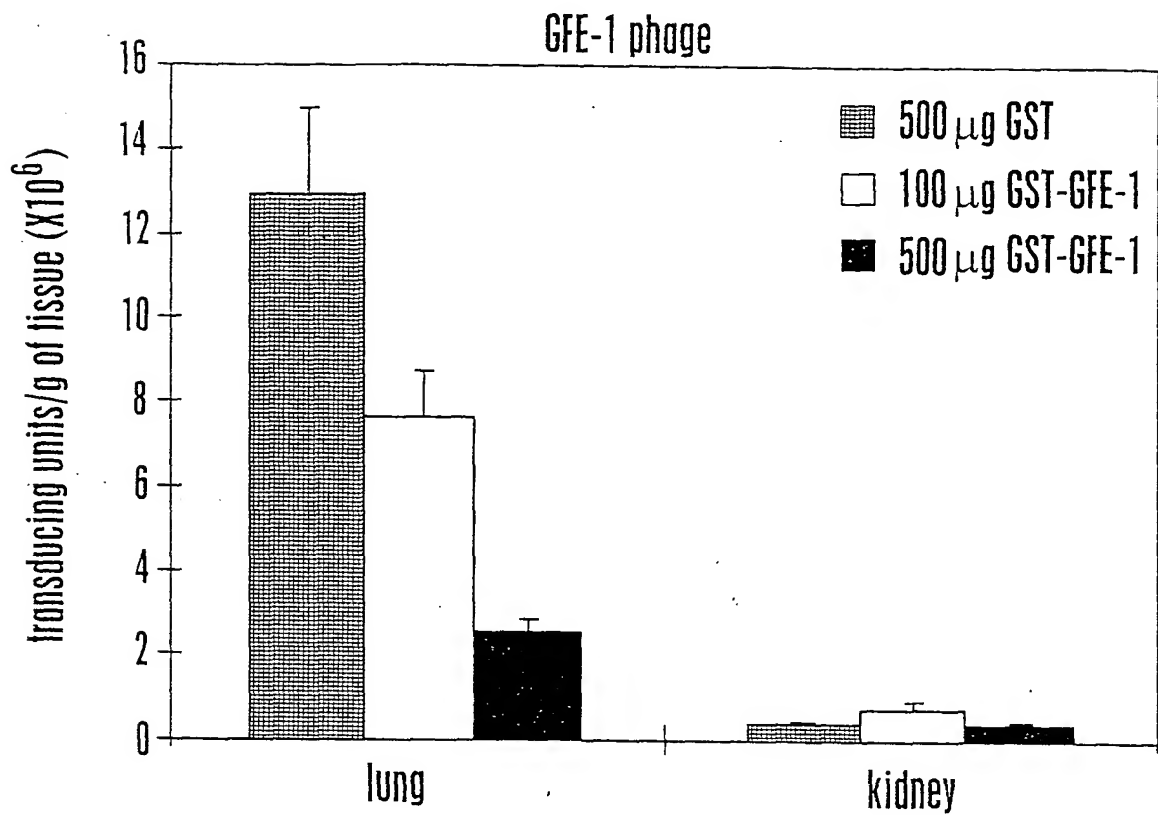 GFE-1 phage
16
14
12
10
8
6
4
2
0
transducing units/g of tissue (X10⁶)
500 µg GST
100 µg GST-GFE-1
500 µg GST-GFE-1
lung
kidney